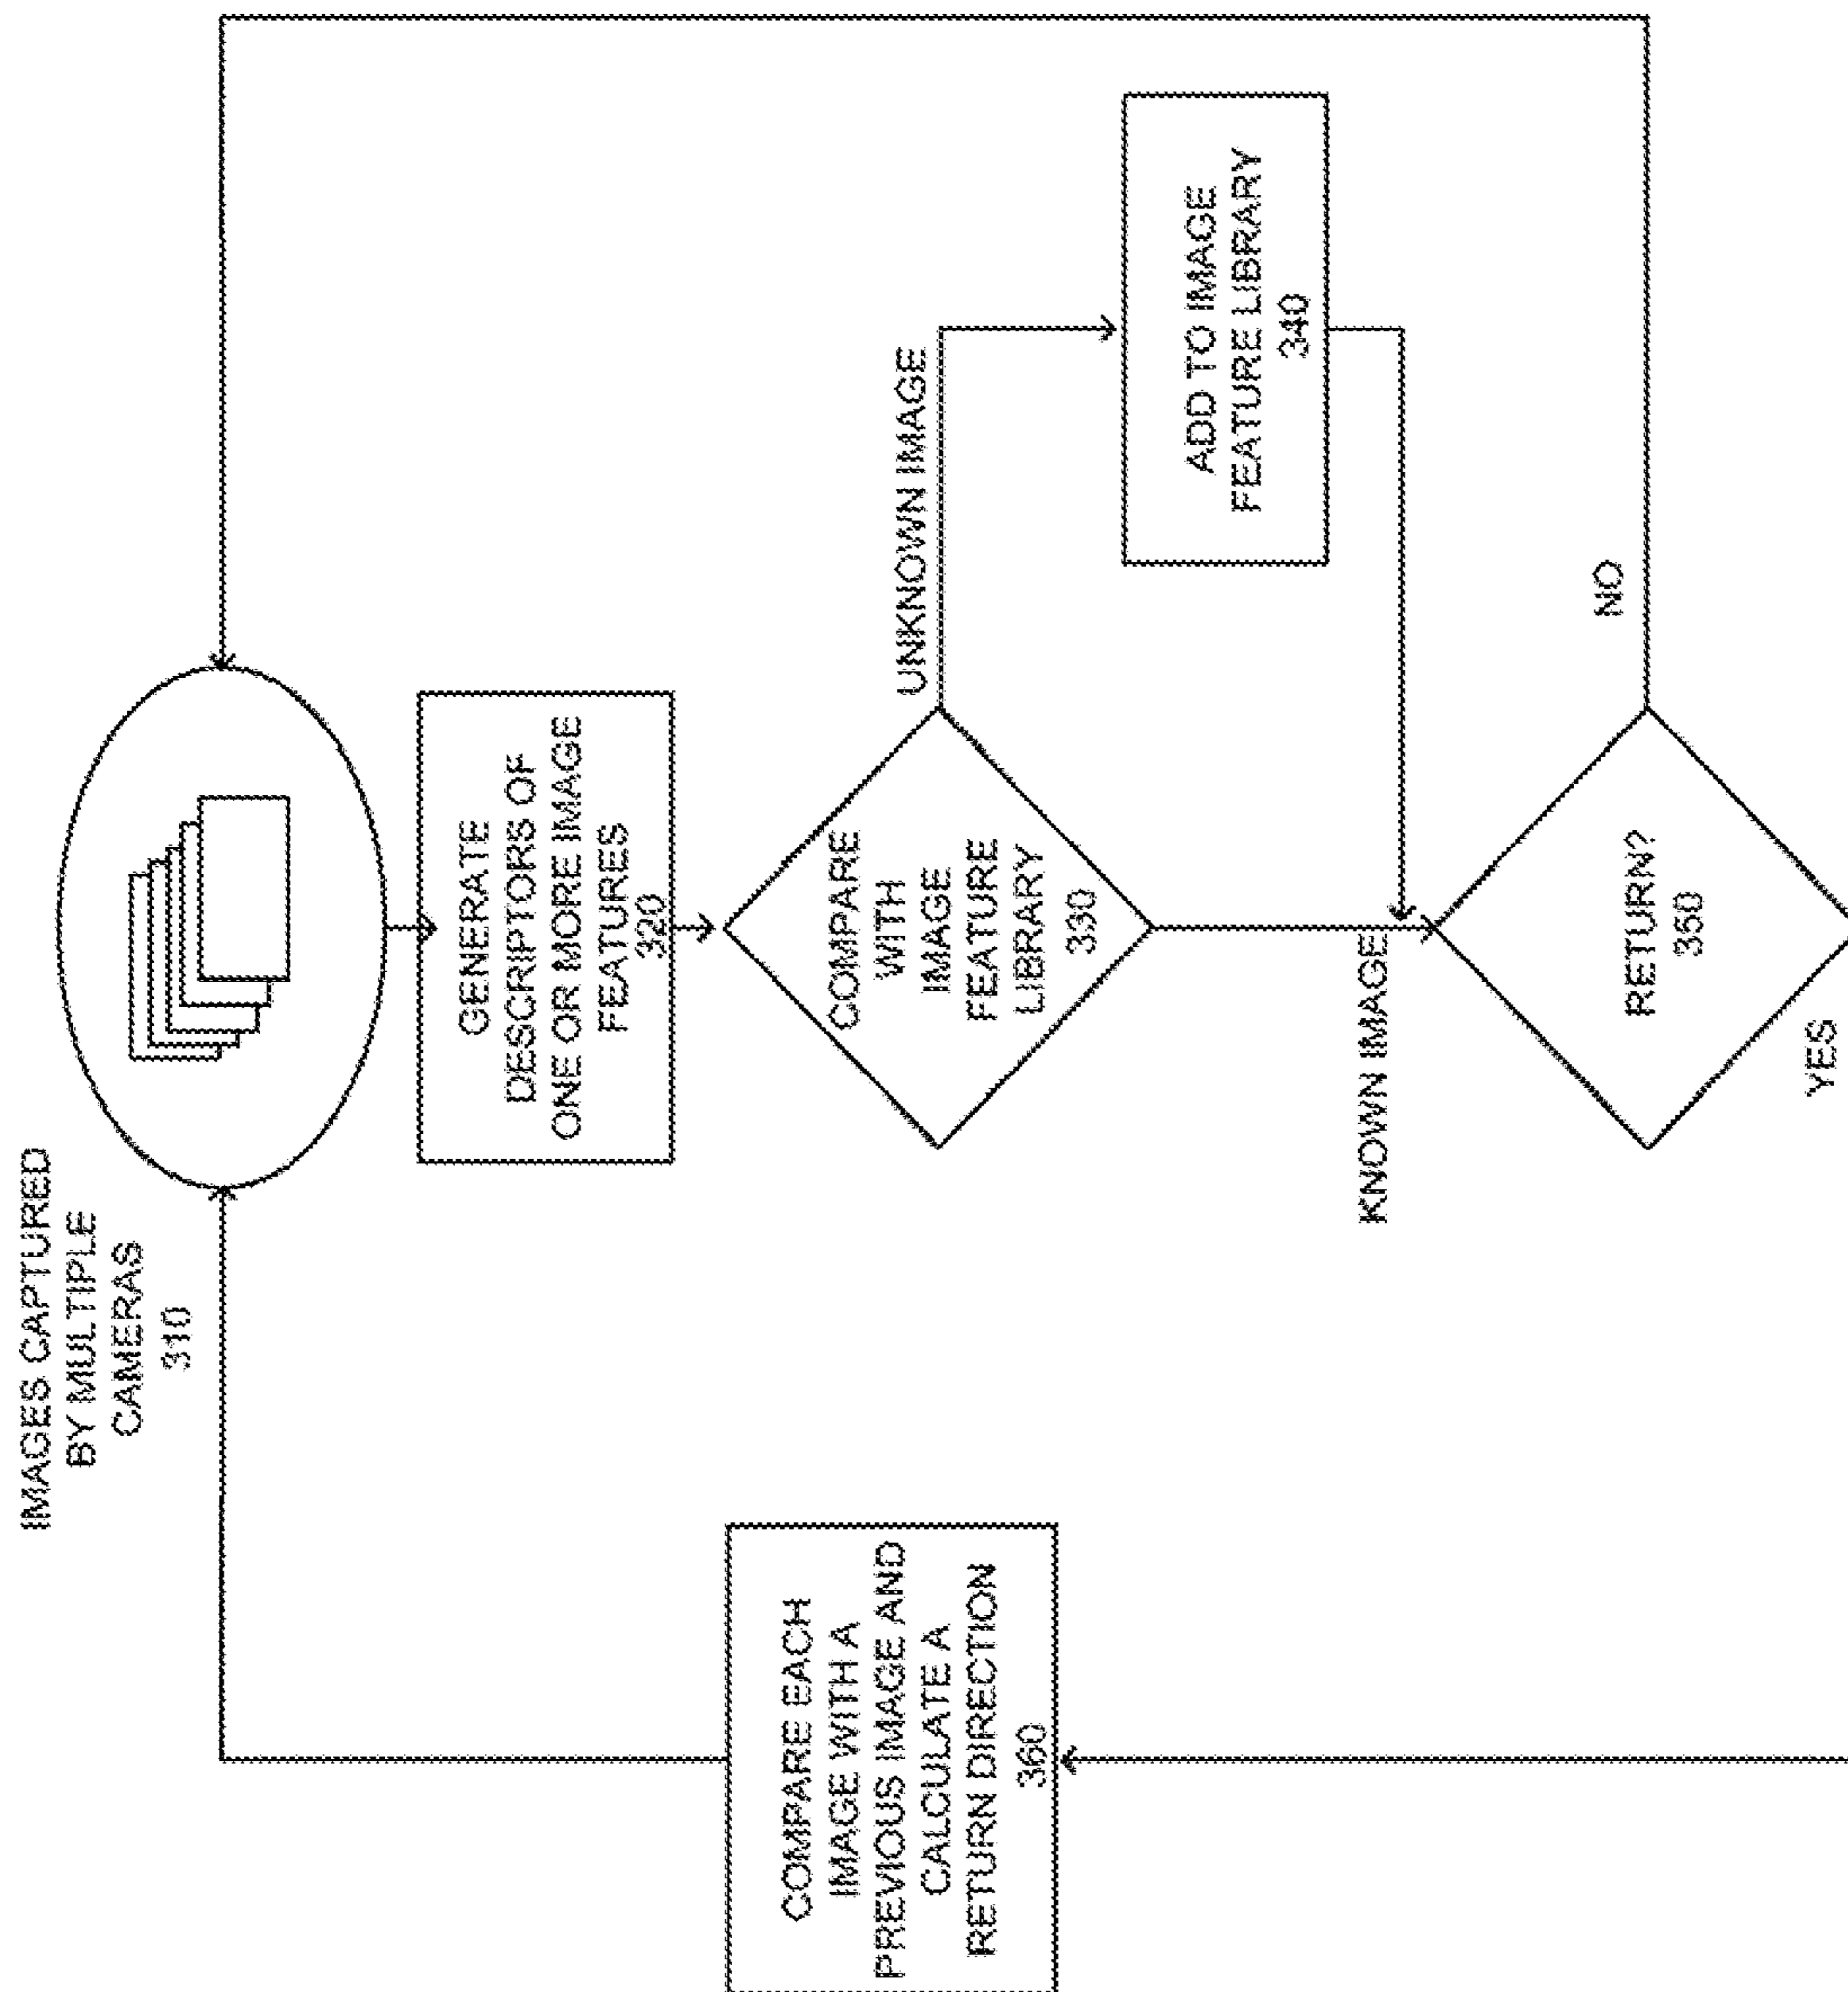 IMAGES CAPTURED
BY MULTIPLE
CAMERAS
310
GENERATE
DESCRIPTORS OF
ONE OR MORE IMAGE
FEATURES
320
COMPARE
WITH
IMAGE
FEATURE
LIBRARY
330
UNKNOWN IMAGE
ADD TO IMAGE
FEATURE LIBRARY
340
KNOWN IMAGE
RETURN?
350
NO
YES
COMPARE EACH
IMAGE WITH A
PREVIOUS IMAGE AND
CALCULATE A
RETURN DIRECTION
360